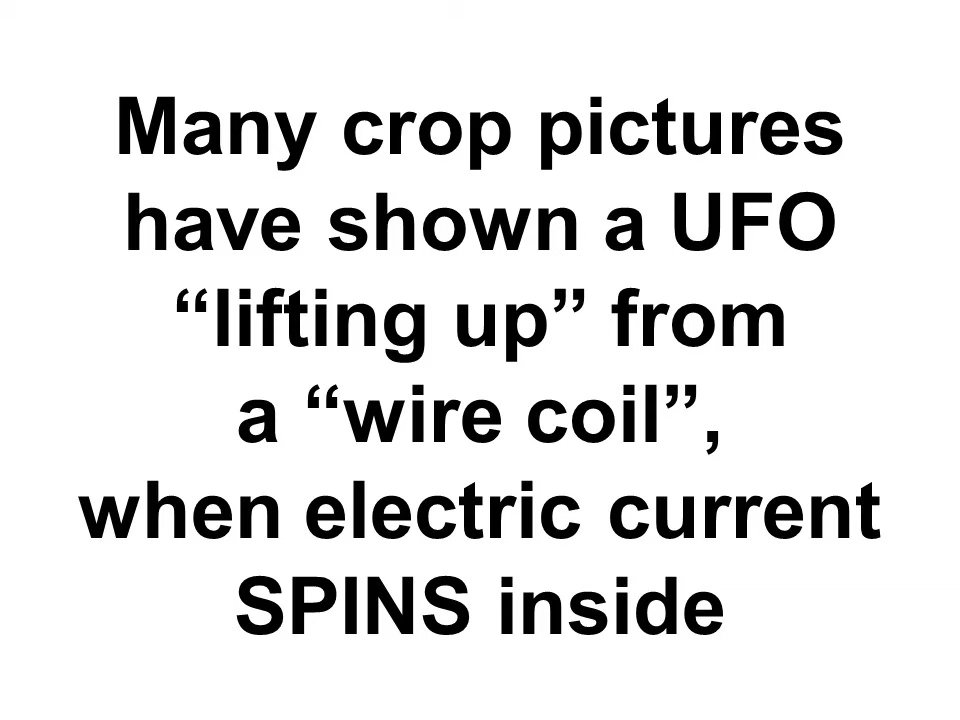 Many crop pictures
have shown a UFO
“lifting up” from
a “wire coil”,
when electric current
SPINS inside